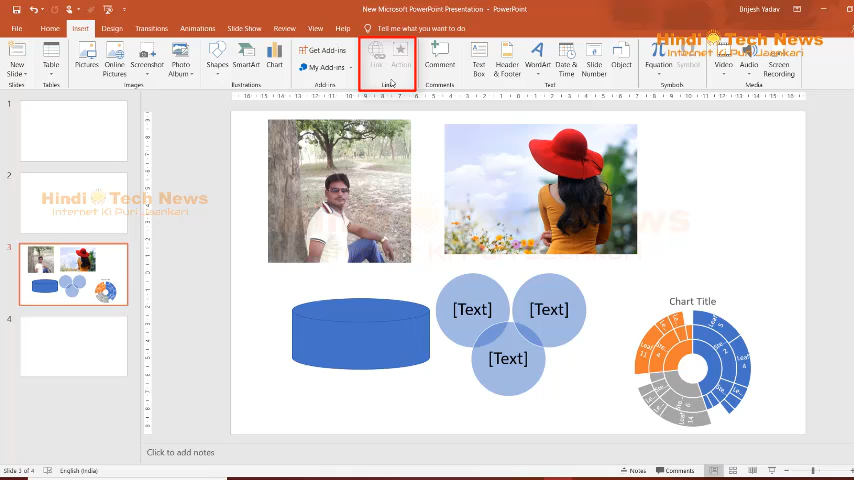 New Microsoft PowerPoint Presentation - PowerPoint
Brijesh Yadav
File
Home
Insert
Design
Transitions
Animations
Slide Show
Review
View
Help
Tell me what you want to do
Hindi Tech News
Internet Ki Puri Jaankari
New Slide
Table
Pictures
Online Pictures
Screenshot
Photo Album
Shapes
SmartArt
Chart
Get Add-ins
My Add-ins
Link
Action
Comment
Text Box
Header & Footer
WordArt
Date & Time
Slide Number
Object
Equation
Symbol
Video
Audio
Screen Recording
Slides
Tables
Images
Illustrations
Add-ins
Links
Comments
Text
Symbols
Media
1
2
Hindi Tech News
Internet Ki Puri Jaankari
3
4
[Text]
[Text]
[Text]
Chart Title
Click to add notes
Slide 3 of 4
English (India)
Notes
Comments